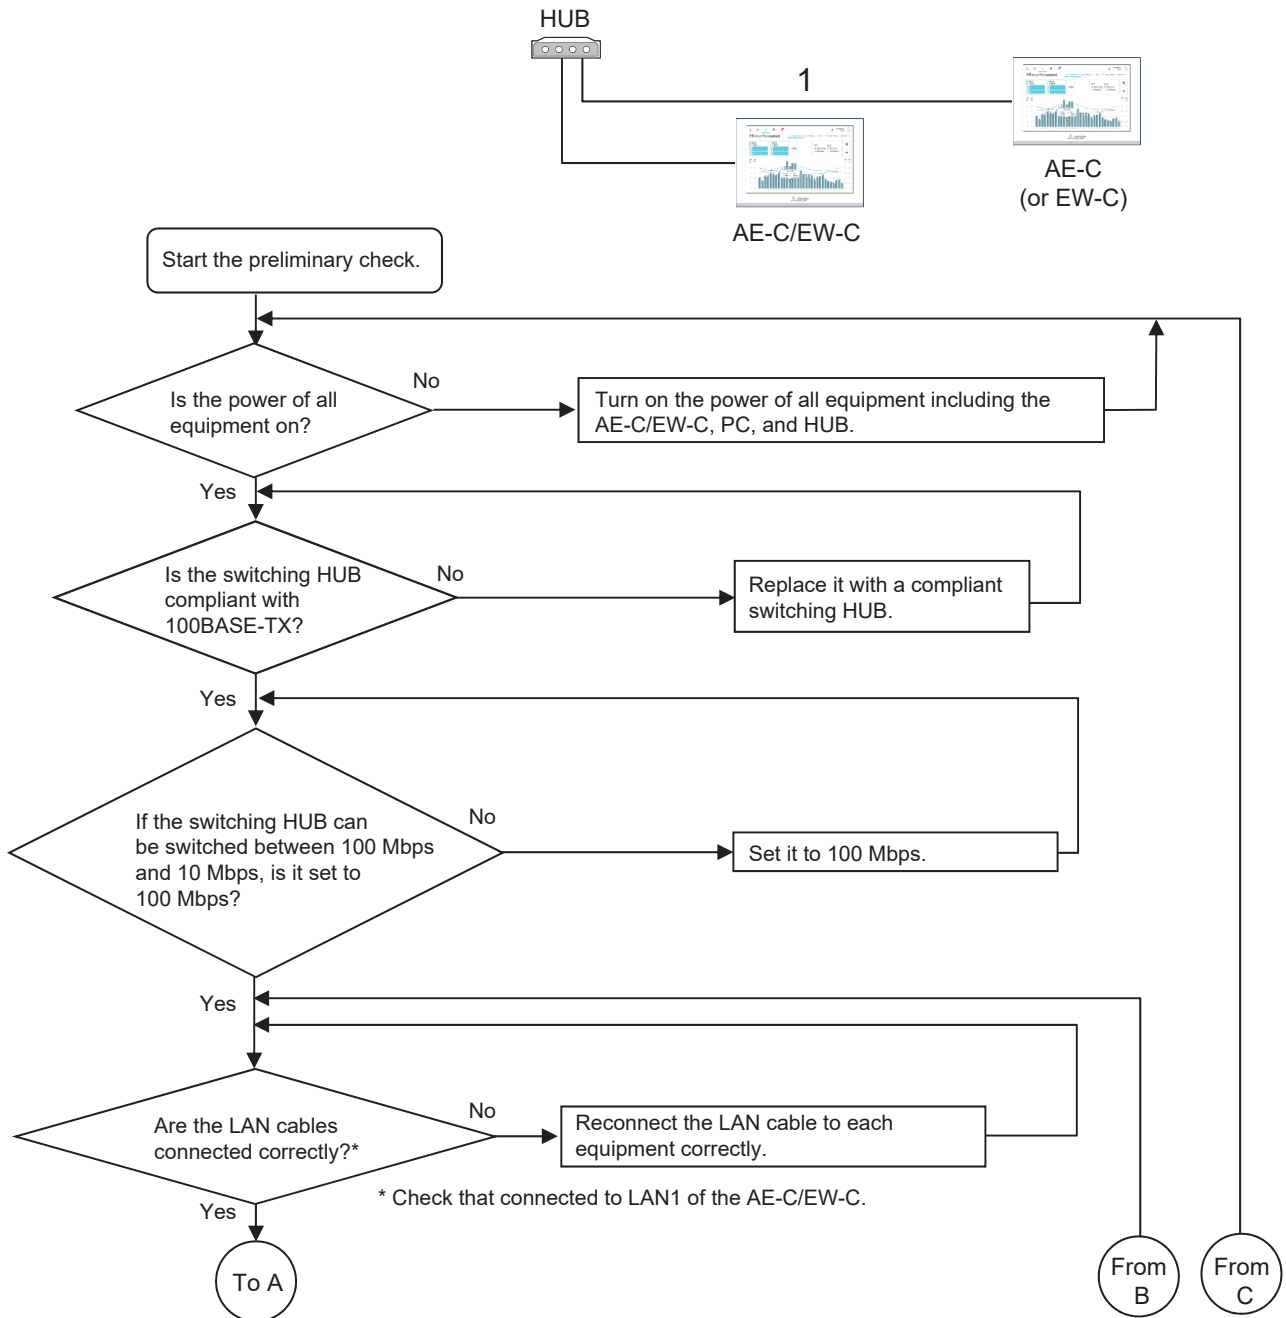 HUB
1
AE-C
(or EW-C)
AE-C/EW-C
Start the preliminary check.
Is the power of all
equipment on?
No
Turn on the power of all equipment including the
AE-C/EW-C, PC, and HUB.
Yes
Is the switching HUB
compliant with
100BASE-TX?
No
Replace it with a compliant
switching HUB.
Yes
If the switching HUB can
be switched between 100 Mbps
and 10 Mbps, is it set to
100 Mbps?
No
Set it to 100 Mbps.
Yes
Are the LAN cables
connected correctly?*
No
Reconnect the LAN cable to each
equipment correctly.
* Check that connected to LAN1 of the AE-C/EW-C.
Yes
To A
From
B
From
C